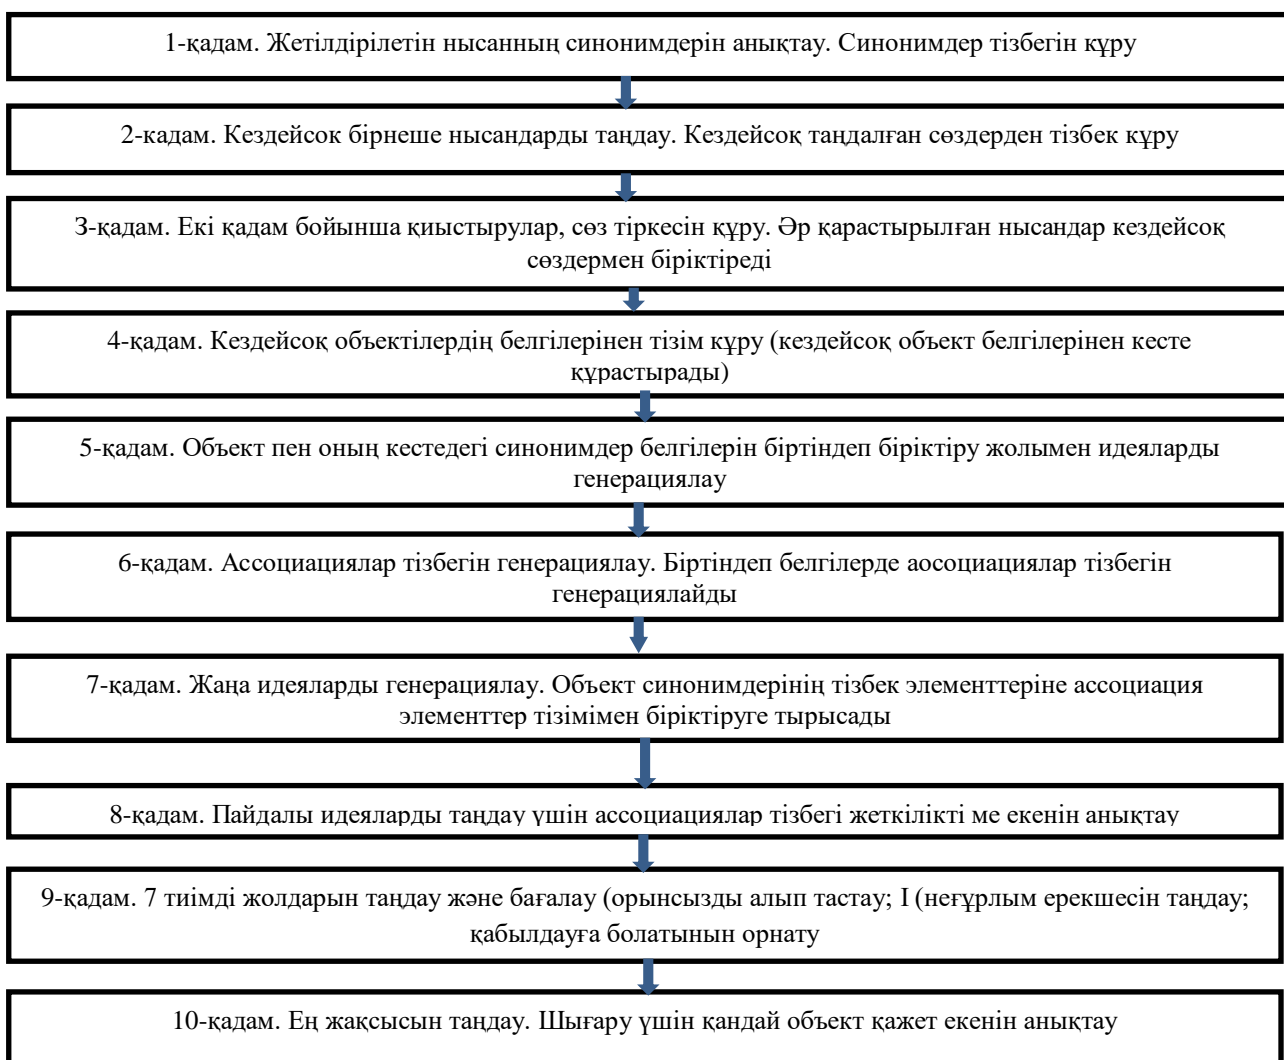 1-қадам. Жетілдірілетін нысанның синонимдерін анықтау. Синонимдер тізбегін кұру
2-кадам. Кездейсок бірнеше нысандарды таңдау. Кездейсоқ таңдалған сөздерден тізбек кұру
З-қадам. Екі қадам бойынша қиыстырулар, сөз тіркесін құру. Әр қарастырылған нысандар кездейсоқ
сөздермен біріктіреді
4-қадам. Кездейсоқ объектілердің белгілерінен тізім кұру (кездейсоқ объект белгілерінен кесте
құрастырады)
5-қадам. Объект пен оның кестедегі синонимдер белгілерін біртіндеп біріктіру жолымен идеяларды
генерациялау
6-қадам. Ассоциациялар тізбегін генерациялау. Біртіндеп белгілерде аосоциациялар тізбегін
генерациялайды
7-қадам. Жаңа идеяларды генерациялау. Объект синонимдерінің тізбек элементтеріне ассоциация
элементтер тізімімен біріктіруге тырысады
8-қадам. Пайдалы идеяларды таңдау үшін ассоциациялар тізбегі жеткілікті ме екенін анықтау
9-қадам. 7 тиімді жолдарын таңдау және бағалау (орынсызды алып тастау; I (неғұрлым ерекшесін таңдау;
қабылдауға болатынын орнату
10-қадам. Ең жақсысын таңдау. Шығару үшін қандай объект қажет екенін анықтау